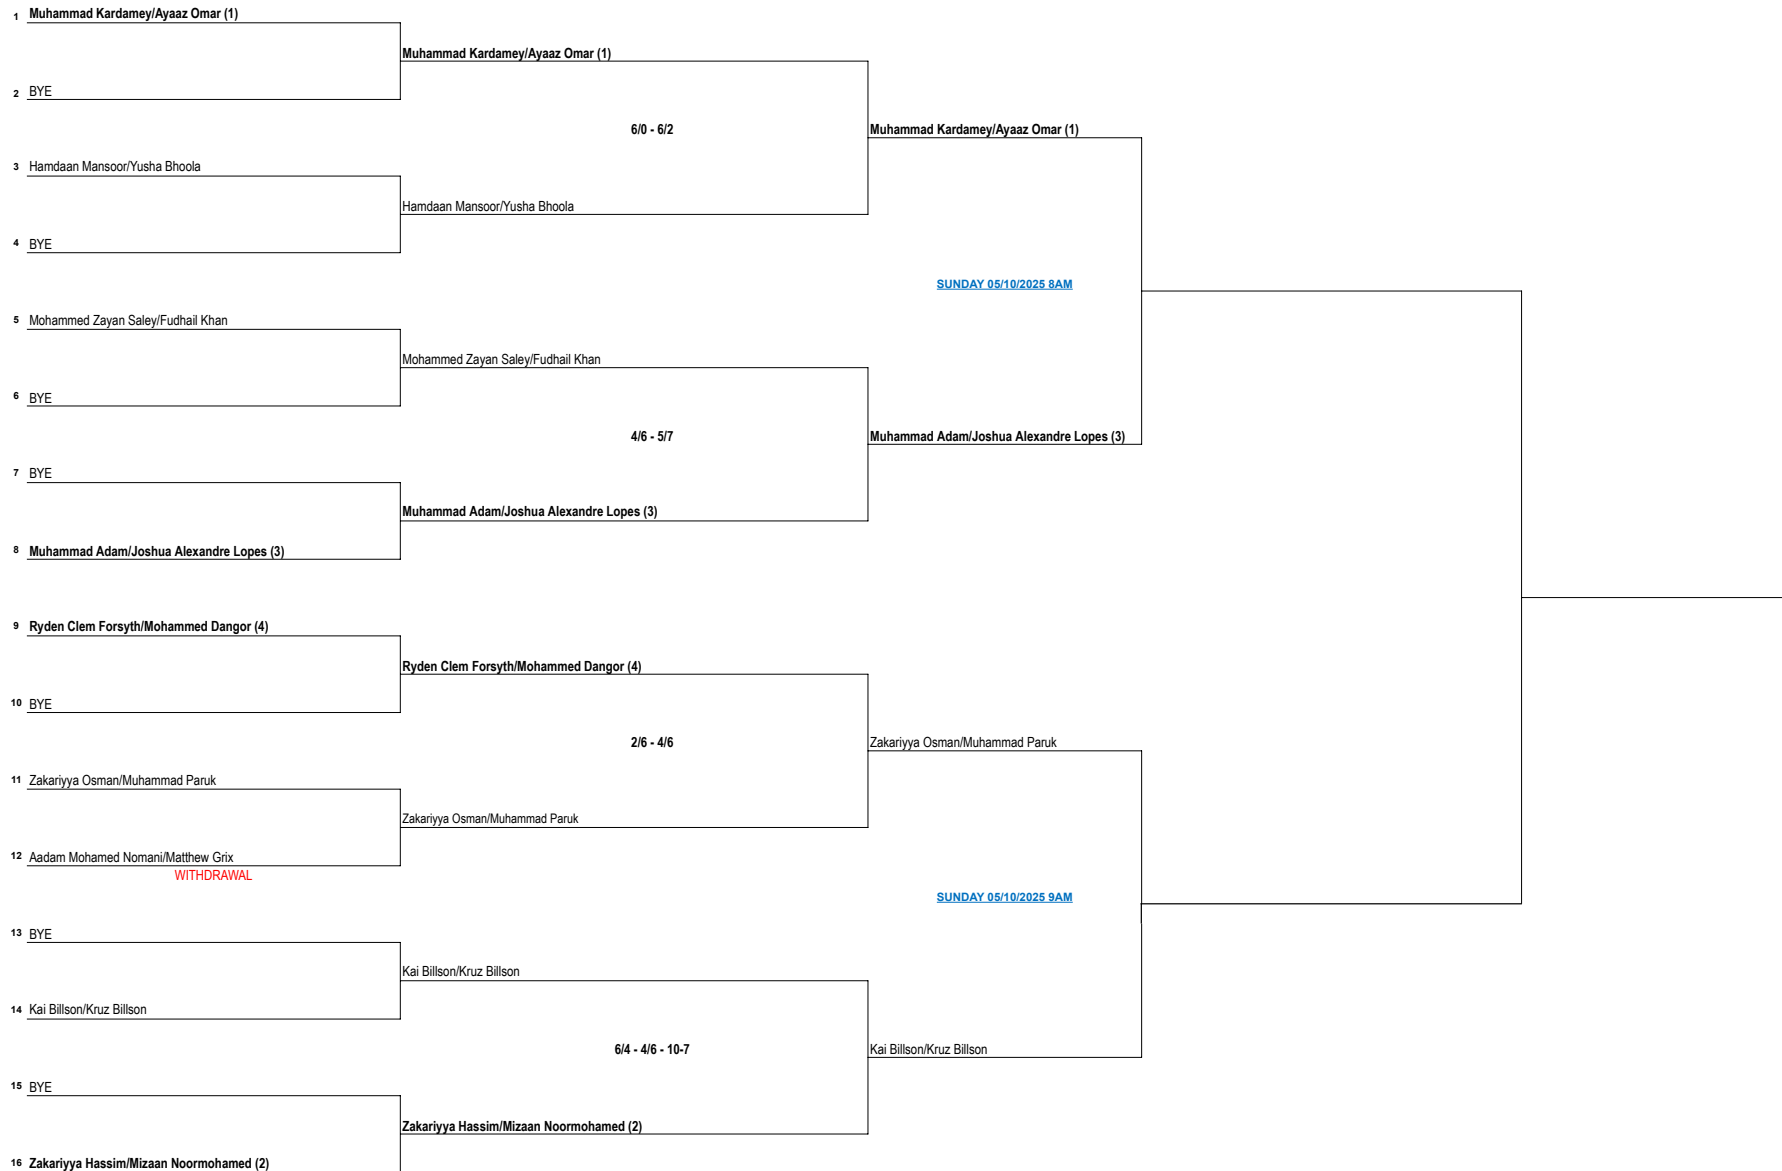 1 Muhammad Kardamey/Ayaaz Omar (1)
Muhammad Kardamey/Ayaaz Omar (1)
2 BYE
6/0 - 6/2
Muhammad Kardamey/Ayaaz Omar (1)
3 Hamdaan Mansoor/Yusha Bhoola
Hamdaan Mansoor/Yusha Bhoola
4 BYE
SUNDAY 05/10/2025 8AM
5 Mohammed Zayan Saley/Fudhail Khan
Mohammed Zayan Saley/Fudhail Khan
6 BYE
4/6 - 5/7
Muhammad Adam/Joshua Alexandre Lopes (3)
7 BYE
Muhammad Adam/Joshua Alexandre Lopes (3)
8 Muhammad Adam/Joshua Alexandre Lopes (3)
9 Ryden Clem Forsyth/Mohammed Dangor (4)
Ryden Clem Forsyth/Mohammed Dangor (4)
10 BYE
2/6 - 4/6
Zakariyya Osman/Muhammad Paruk
11 Zakariyya Osman/Muhammad Paruk
Zakariyya Osman/Muhammad Paruk
12 Aadam Mohamed Nomani/Matthew Grix
WITHDRAWAL
SUNDAY 05/10/2025 9AM
13 BYE
Kai Billson/Kruz Billson
14 Kai Billson/Kruz Billson
6/4 - 4/6 - 10-7
Kai Billson/Kruz Billson
15 BYE
Zakariyya Hassim/Mizaan Noormohamed (2)
16 Zakariyya Hassim/Mizaan Noormohamed (2)